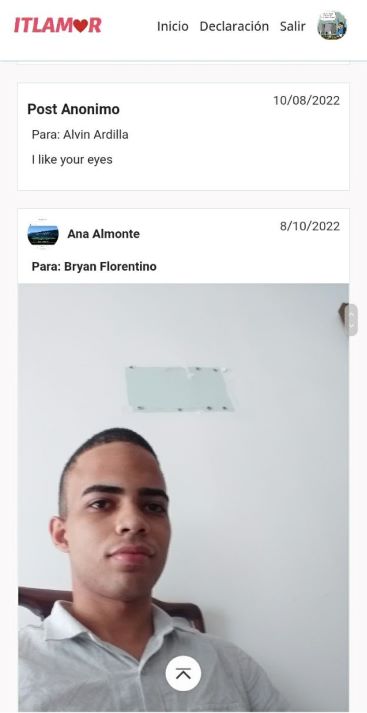 ITLAMOR
Inicio Declaración Salir
Post Anonimo 10/08/2022
Para: Alvin Ardilla
I like your eyes
Ana Almonte 8/10/2022
Para: Bryan Florentino